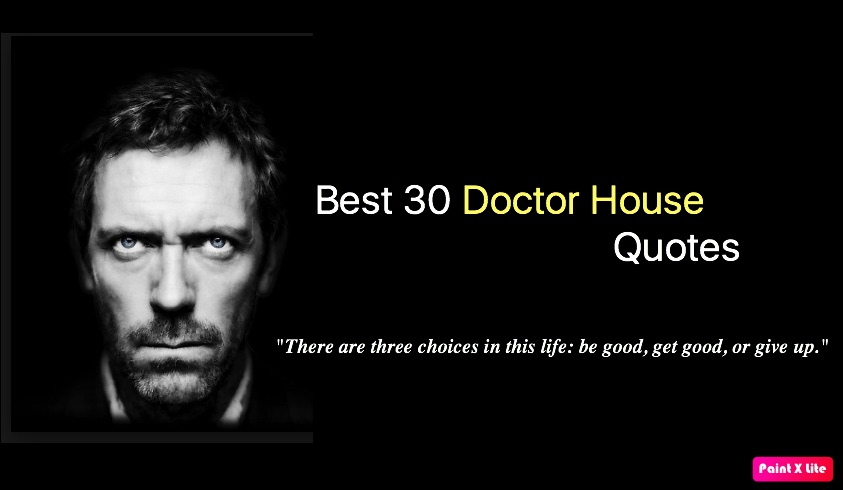 Best 30 Doctor House
Quotes
"There are three choices in this life: be good, get good, or give up."
Paint X Lite